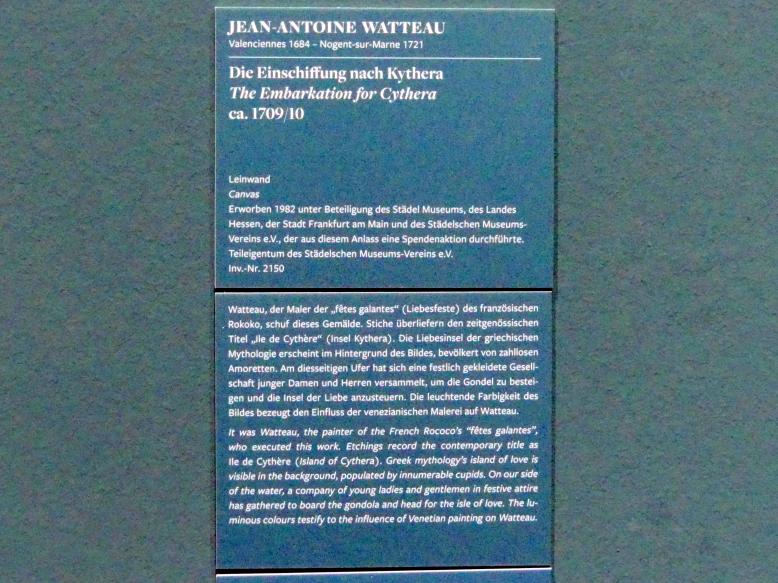 JEAN-ANTOINE WATTEAU
Valenciennes 1684 – Nogent-sur-Marne 1721
Die Einschiffung nach Kythera
The Embarkation for Cythera
ca. 1709/10
Leinwand
Canvas
Erworben 1982 unter Beteiligung des Städel Museums, des Landes
Hessen, der Stadt Frankfurt am Main und des Städelschen Museums-
Vereins e.V., der aus diesem Anlass eine Spendenaktion durchführte.
Teileigentum des Städelschen Museums-Vereins e.V.
Inv.-Nr. 2150
Watteau, der Maler der „fêtes galantes“ (Liebesfeste) des französischen
Rokoko, schuf dieses Gemälde. Stiche überliefern den zeitgenössischen
Titel „Ile de Cythère“ (Insel Kythera). Die Liebesinsel der griechischen
Mythologie erscheint im Hintergrund des Bildes, bevölkert von zahllosen
Amoretten. Am diesseitigen Ufer hat sich eine festlich gekleidete Gesell-
schaft junger Damen und Herren versammelt, um die Gondel zu bestei-
gen und die Insel der Liebe anzusteuern. Die leuchtende Farbigkeit des
Bildes bezeugt den Einfluss der venezianischen Malerei auf Watteau.
It was Watteau, the painter of the French Rococo’s “fêtes galantes”,
who executed this work. Etchings record the contemporary title as
Ile de Cythère (Island of Cythera). Greek mythology’s island of love is
visible in the background, populated by innumerable cupids. On our side
of the water, a company of young ladies and gentlemen in festive attire
has gathered to board the gondola and head for the isle of love. The lu-
minous colours testify to the influence of Venetian painting on Watteau.